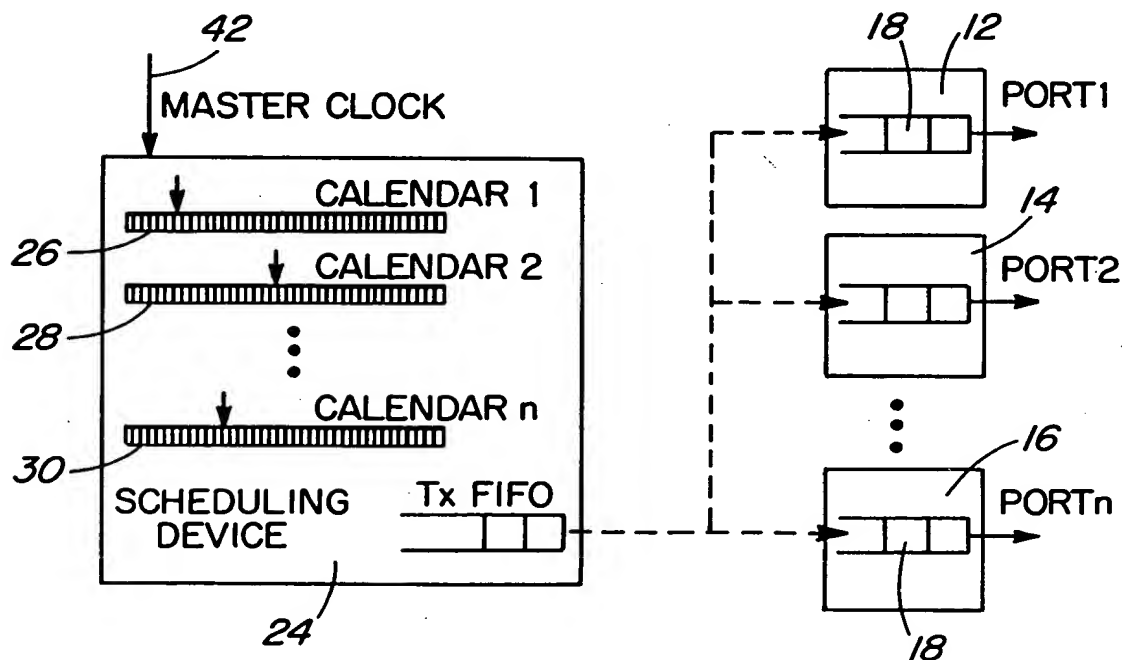 42
18
12
MASTER CLOCK
PORT1
CALENDAR 1
26
14
CALENDAR 2
PORT2
28
CALENDAR n
16
30
Tx FIFO
SCHEDULING
DEVICE
PORTn
24
18